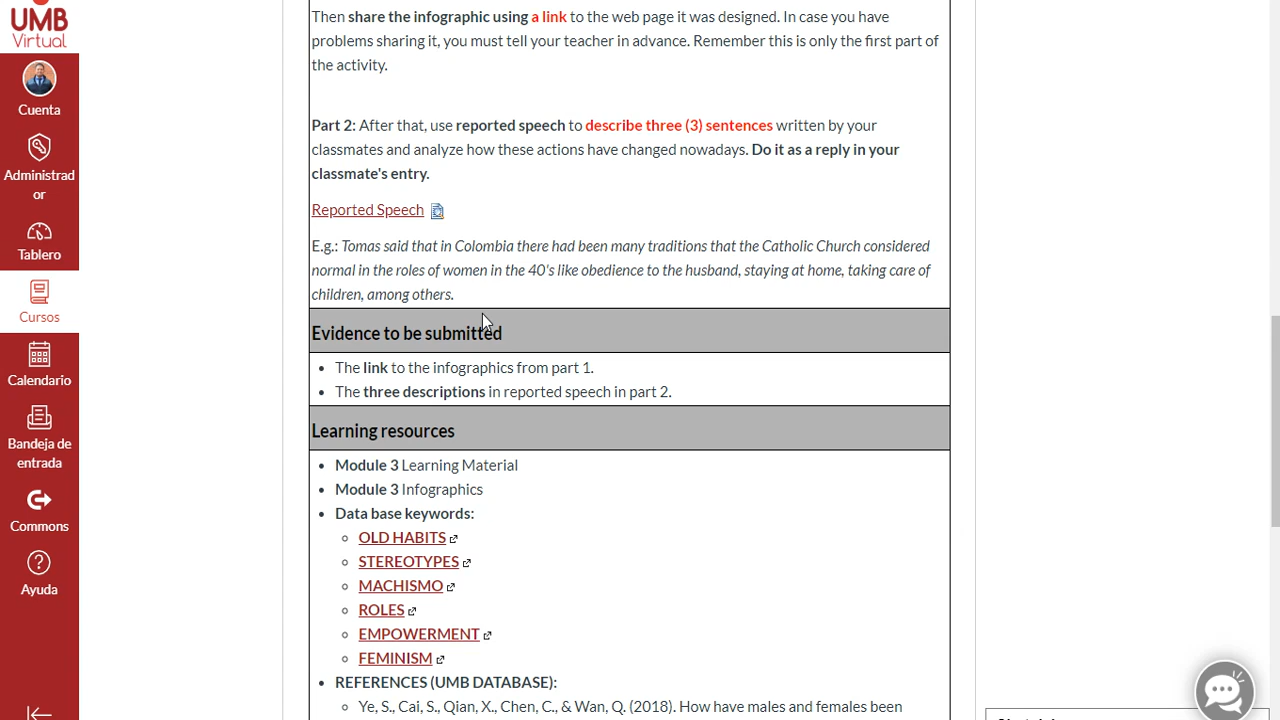 UMB
Virtual
Cuenta
Administrad
or
Tablero
Cursos
Calendario
Bandeja de
entrada
Commons
Ayuda
Then share the infographic using a link to the web page it was designed. In case you have
problems sharing it, you must tell your teacher in advance. Remember this is only the first part of
the activity.
Part 2: After that, use reported speech to describe three (3) sentences written by your
classmates and analyze how these actions have changed nowadays. Do it as a reply in your
classmate's entry.
Reported Speech
E.g.: Tomas said that in Colombia there had been many traditions that the Catholic Church considered
normal in the roles of women in the 40's like obedience to the husband, staying at home, taking care of
children, among others.
Evidence to be submitted
The link to the infographics from part 1.
The three descriptions in reported speech in part 2.
Learning resources
Module 3 Learning Material
Module 3 Infographics
Data base keywords:
OLD HABITS
STEREOTYPES
MACHISMO
ROLES
EMPOWERMENT
FEMINISM
REFERENCES (UMB DATABASE):
Ye, S., Cai, S., Qian, X., Chen, C., & Wan, Q. (2018). How have males and females been